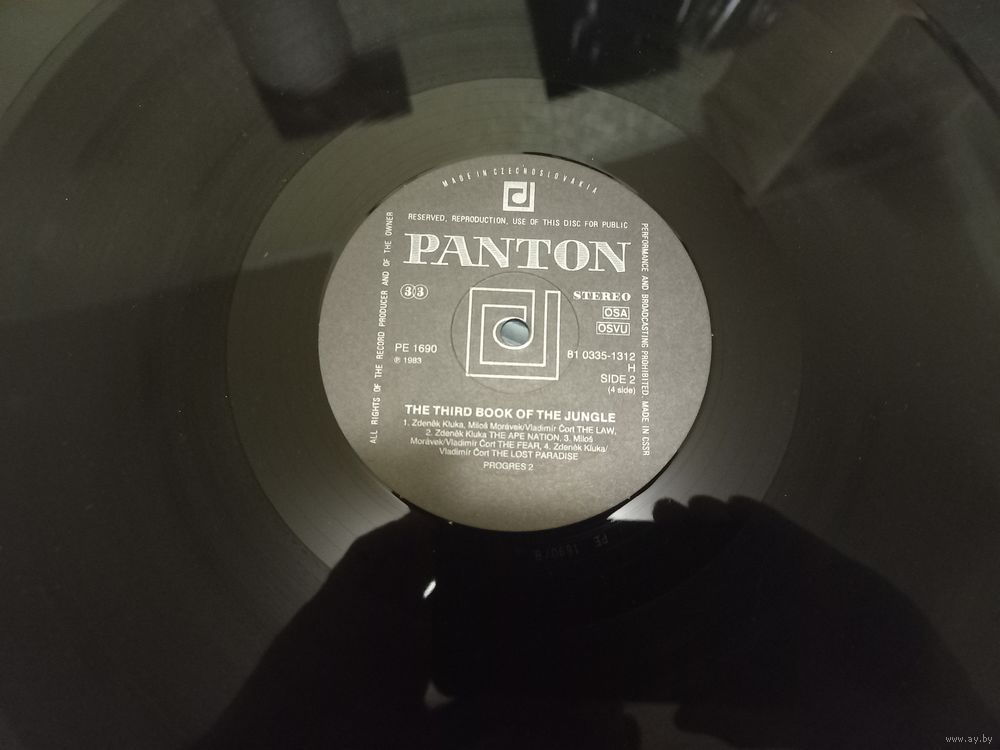 MADE IN CZECHOSLOVAKIA
RESERVED, REPRODUCTION, USE OF THIS DISC FOR PUBLIC
PERFORMANCE AND BROADCASTING PROHIBITED. MADE IN CSSR
ALL RIGHTS OF THE RECORD PRODUCER AND OF THE OWNER
PANTON
33
STEREO
OSA
OSVU
PE 1690
℗ 1983
81 0335-1312
H
SIDE 2
(4 side)
THE THIRD BOOK OF THE JUNGLE
1. Zdeněk Kluka, Miloš Morávek/Vladimír Čort THE LAW,
2. Zdeněk Kluka THE APE NATION. 3. Miloš
Morávek/Vladimír Čort THE FEAR, 4. Zdeněk Kluka/
Vladimír Čort THE LOST PARADISE
PROGRES 2
PE 1690/B
www.ay.by